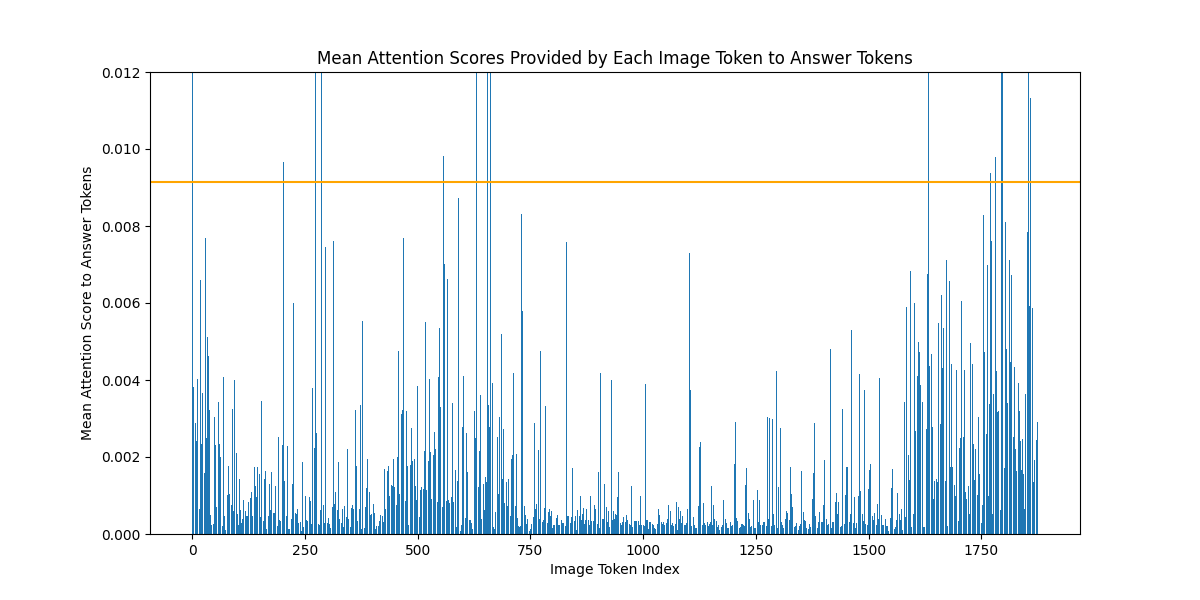 Mean Attention Scores Provided by Each Image Token to Answer Tokens
Mean Attention Score to Answer Tokens
0.012
0.010
0.008
0.006
0.004
0.002
0.000
0 250 500 750 1000 1250 1500 1750
Image Token Index